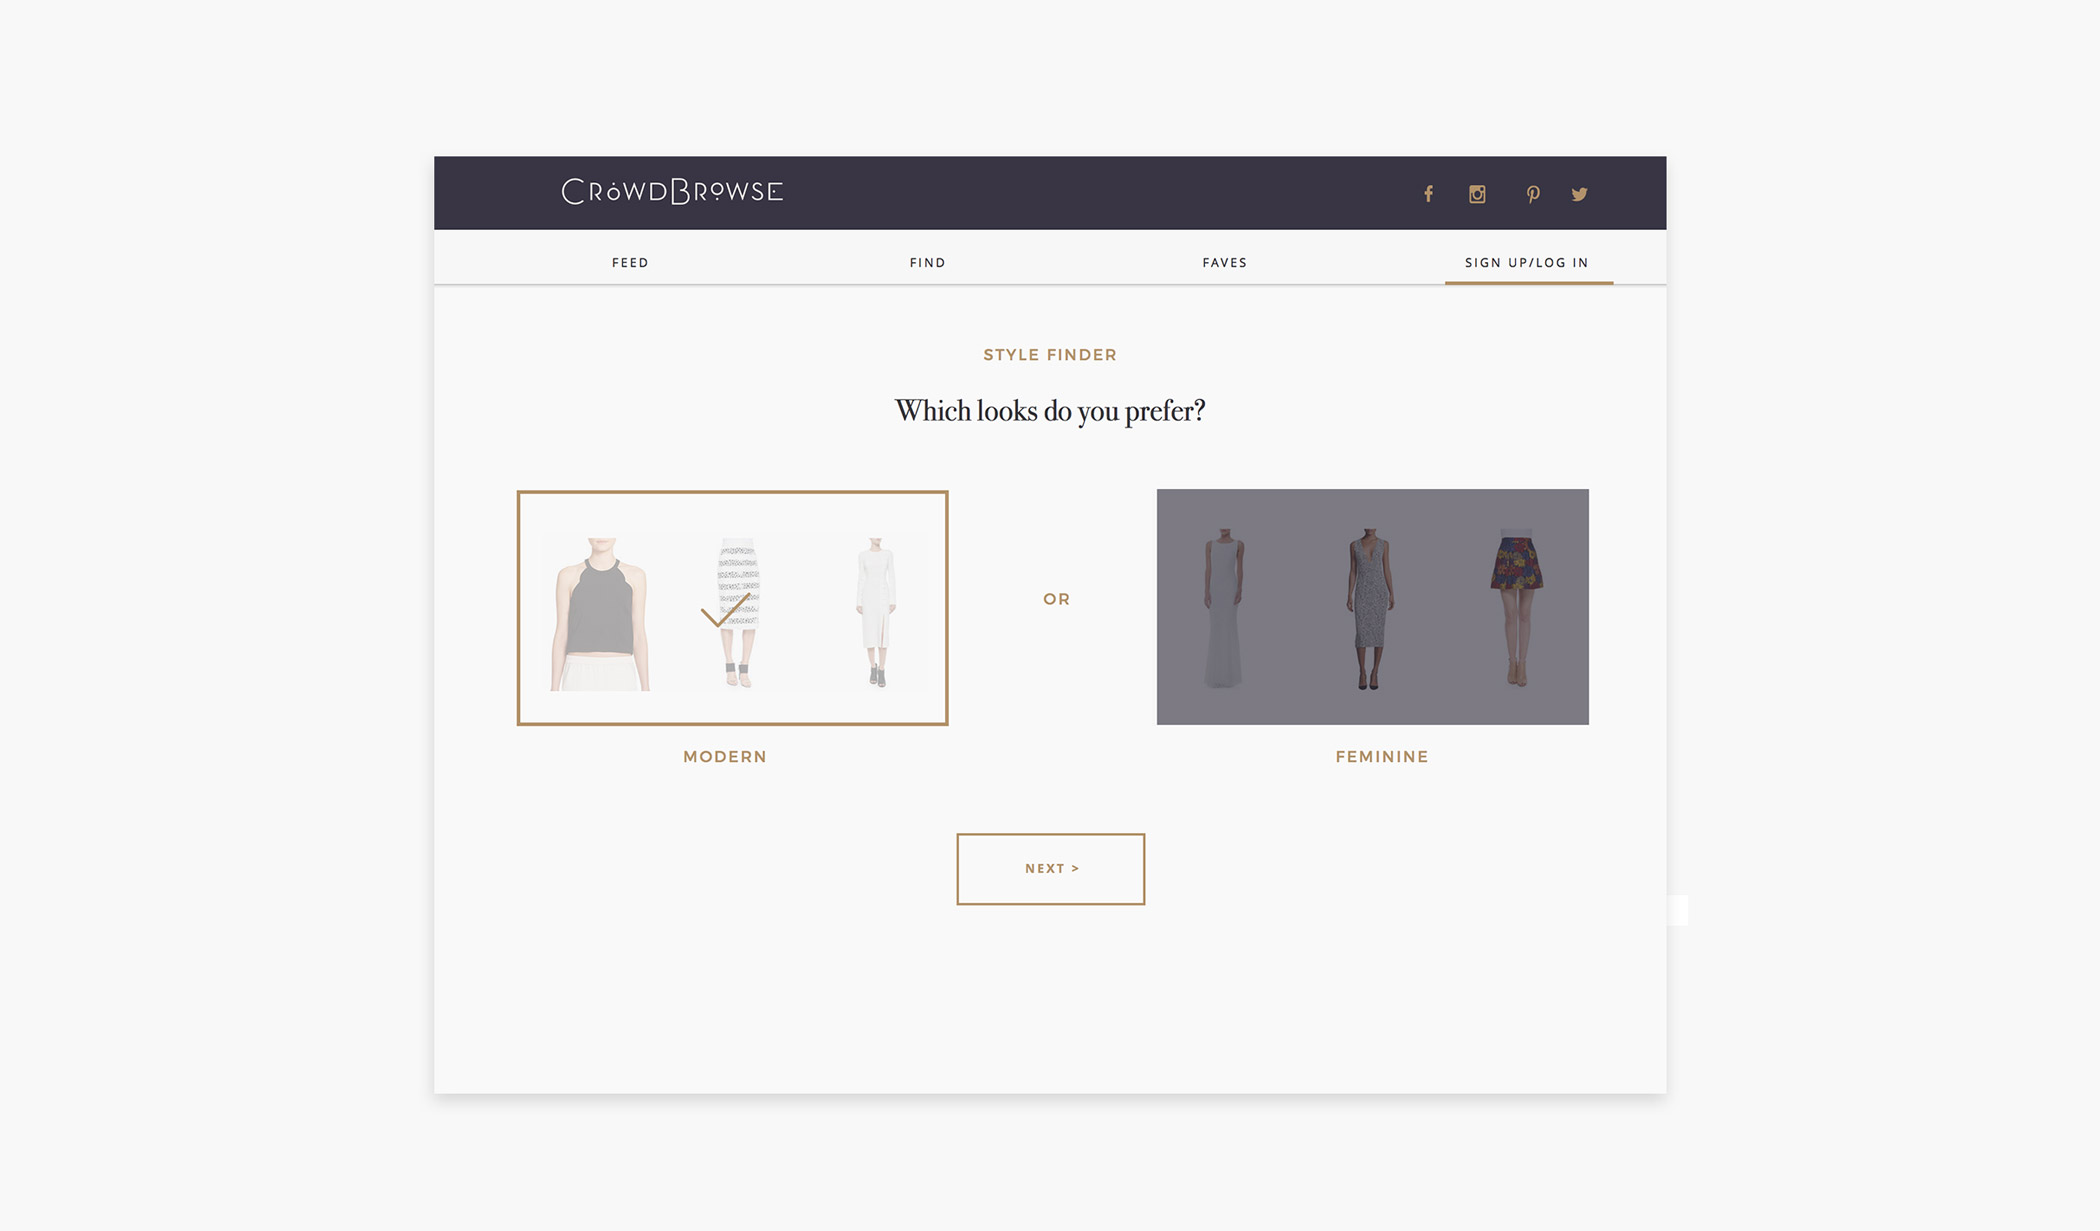 CROWDBROWSE
FEED FIND FAVES SIGN UP/LOG IN
STYLE FINDER
Which looks do you prefer?
OR
MODERN FEMININE
NEXT >